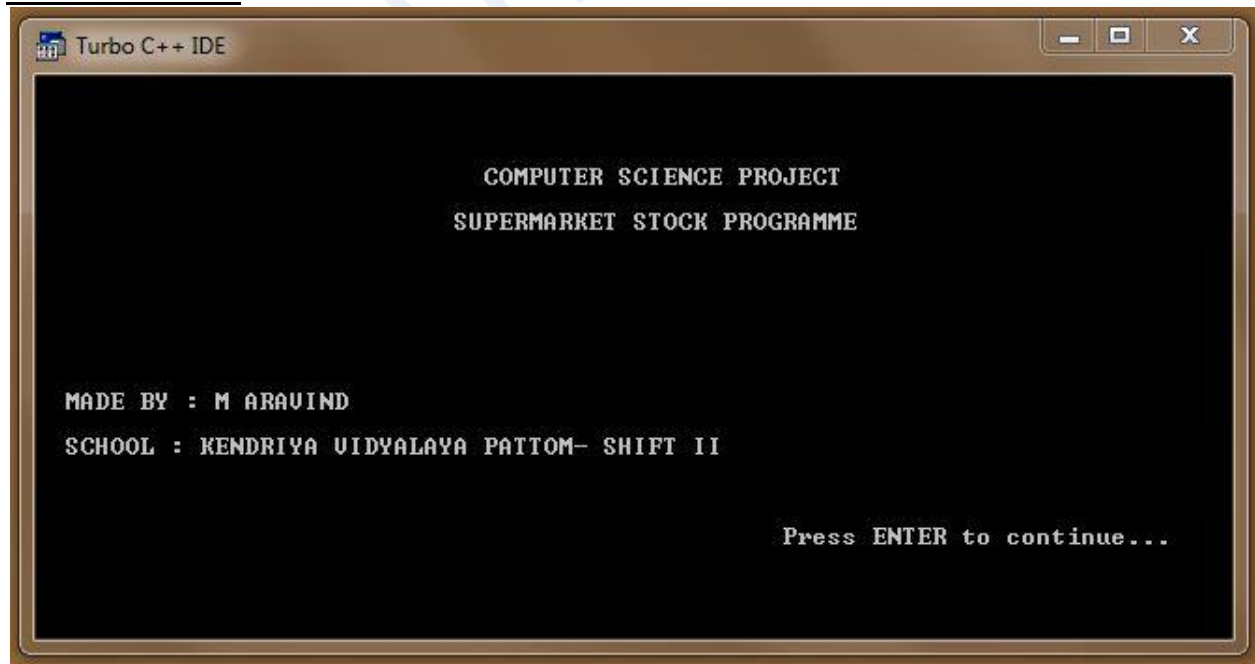 Turbo C++ IDE
COMPUTER SCIENCE PROJECT
SUPERMARKET STOCK PROGRAMME
MADE BY : M ARAVIND
SCHOOL : KENDRIYA VIDYALAYA PATTOM- SHIFT II
Press ENTER to continue...